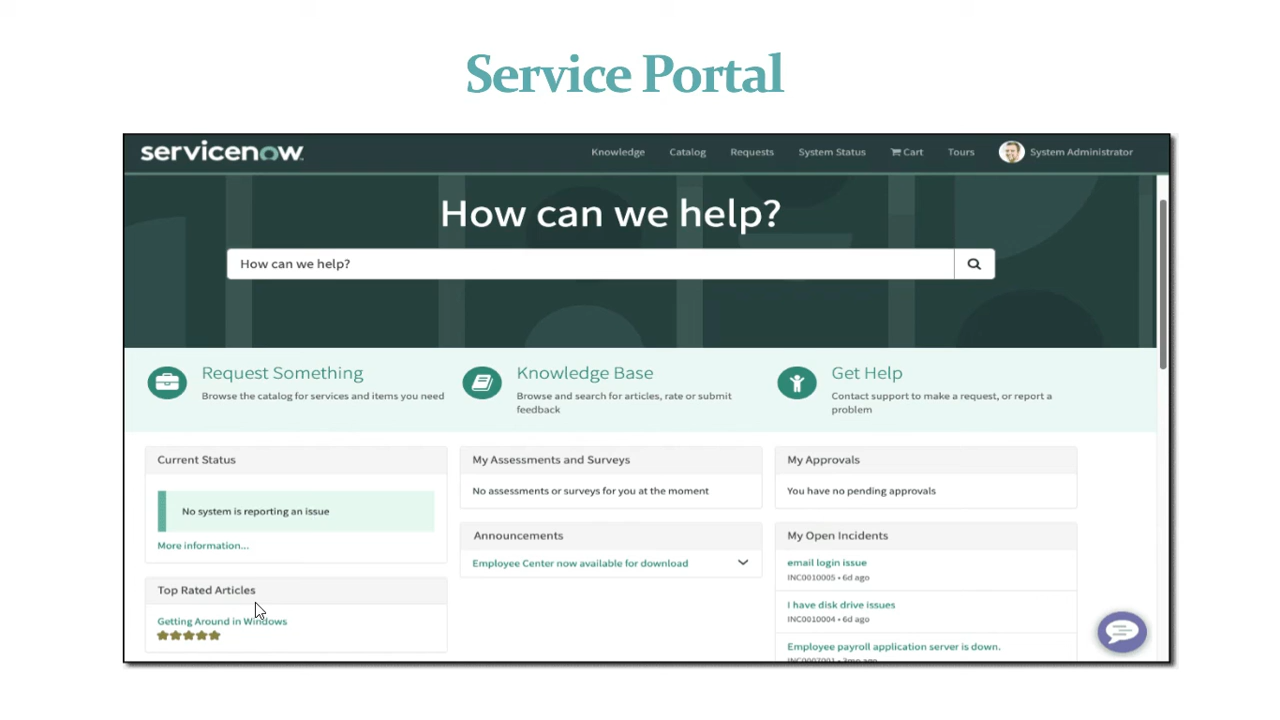 Service Portal
servicenow.
Knowledge Catalog Requests System Status Cart Tours System Administrator
How can we help?
How can we help?
Request Something
Browse the catalog for services and items you need
Knowledge Base
Browse and search for articles, rate or submit
feedback
Get Help
Contact support to make a request, or report a
problem
Current Status
No system is reporting an issue
More information...
Top Rated Articles
Getting Around in Windows
My Assessments and Surveys
No assessments or surveys for you at the moment
Announcements
Employee Center now available for download
My Approvals
You have no pending approvals
My Open Incidents
email login issue
INC0010005 • 6d ago
I have disk drive issues
INC0010004 • 6d ago
Employee payroll application server is down.
INC0007001 • 3mo ago